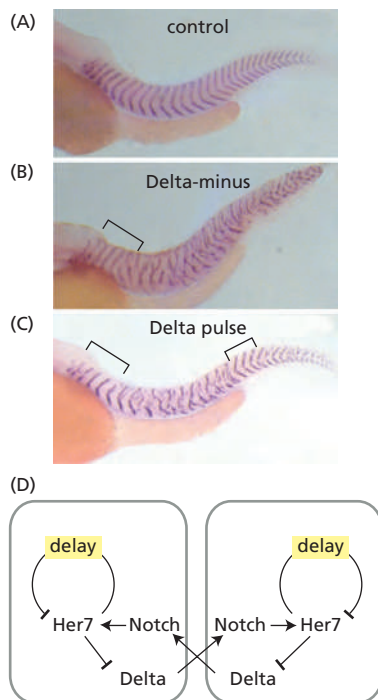 (A)
control
(B)
Delta-minus
(C)
Delta pulse
(D)
delay delay
Her7 Notch Notch Her7
Delta Delta